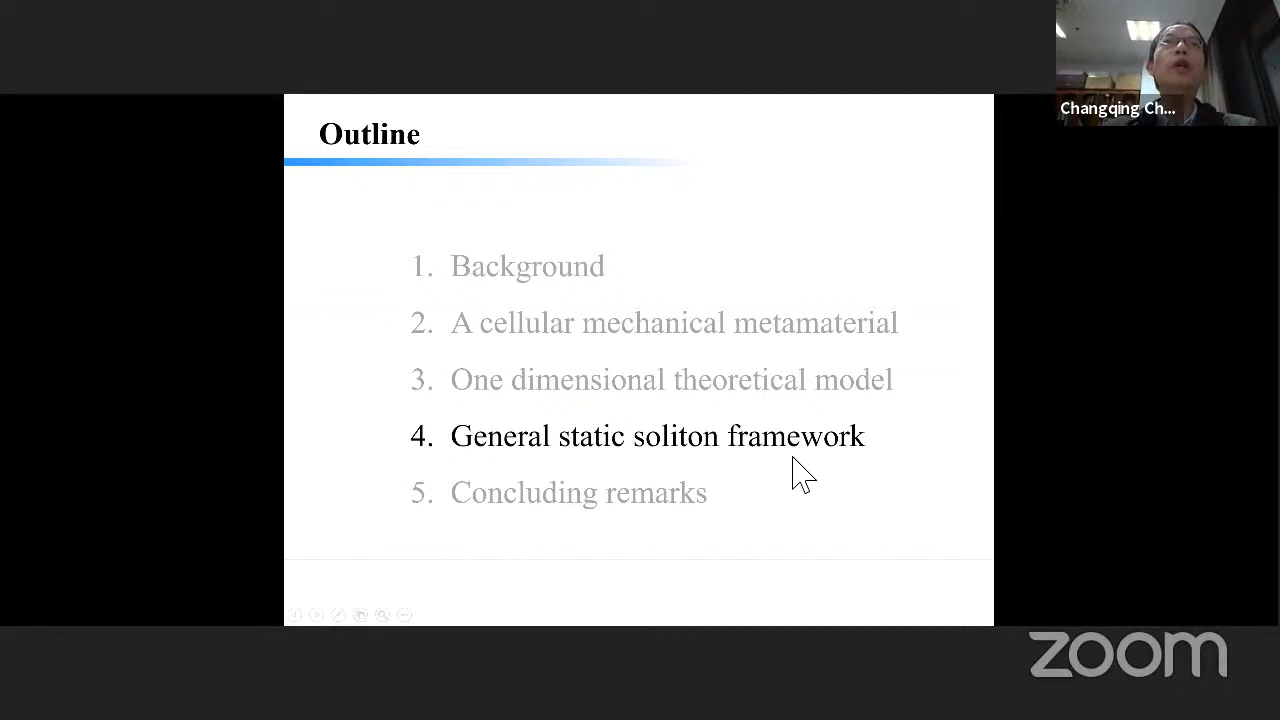 Changqing Ch...
Outline
1. Background
2. A cellular mechanical metamaterial
3. One dimensional theoretical model
4. General static soliton framework
5. Concluding remarks
zoom